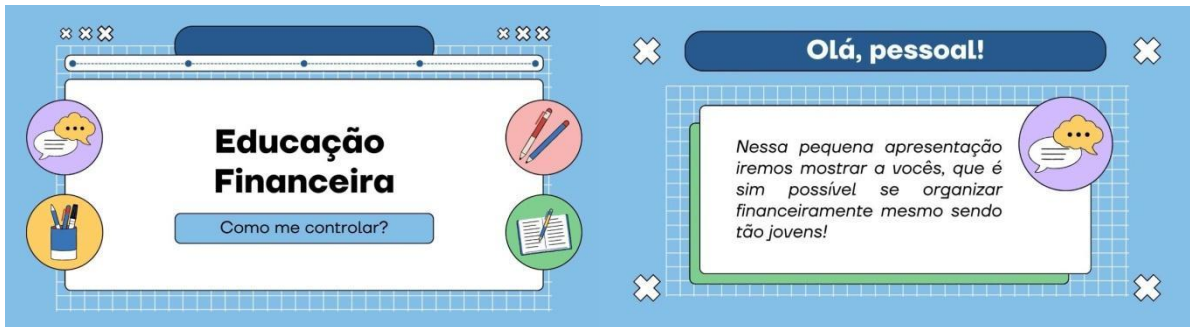 Educação
Financeira
Como me controlar?
Olá, pessoal!
Nessa pequena apresentação
iremos mostrar a vocês, que é
sim possível se organizar
financeiramente mesmo sendo
tão jovens!